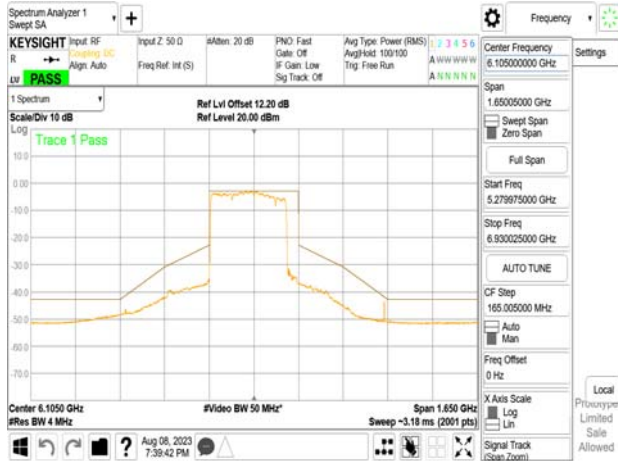 Spectrum Analyzer 1
Swept SA
+
Frequency
KEYSIGHT
Input: RF
Coupling: DC
Align: Auto
Input Z: 50 Ω
Freq Ref: Int (S)
#Atten: 20 dB
PNO: Fast
Gate: Off
IF Gain: Low
Sig Track: Off
Avg Type: Power (RMS)
Avg|Hold: 100/100
Trig: Free Run
1 2 3 4 5 6
A W W W W W
A N N N N N
R
PASS
1 Spectrum
Scale/Div 10 dB
Ref Lvl Offset 12.20 dB
Ref Level 20.00 dBm
Log
Trace 1 Pass
10.0
0.00
-10.0
-20.0
-30.0
-40.0
-50.0
-60.0
-70.0
Center 6.1050 GHz
#Res BW 4 MHz
#Video BW 50 MHz*
Span 1.650 GHz
Sweep ~3.18 ms (2001 pts)
Aug 08, 2023
7:39:42 PM
?
Center Frequency
6.105000000 GHz
Settings
Span
1.65005000 GHz
Swept Span
Zero Span
Full Span
Start Freq
5.279975000 GHz
Stop Freq
6.930025000 GHz
AUTO TUNE
CF Step
165.005000 MHz
Auto
Man
Freq Offset
0 Hz
X Axis Scale
Log
Lin
Signal Track
(Span Zoom)
Local
Prototype
Limited
Sale
Allowed